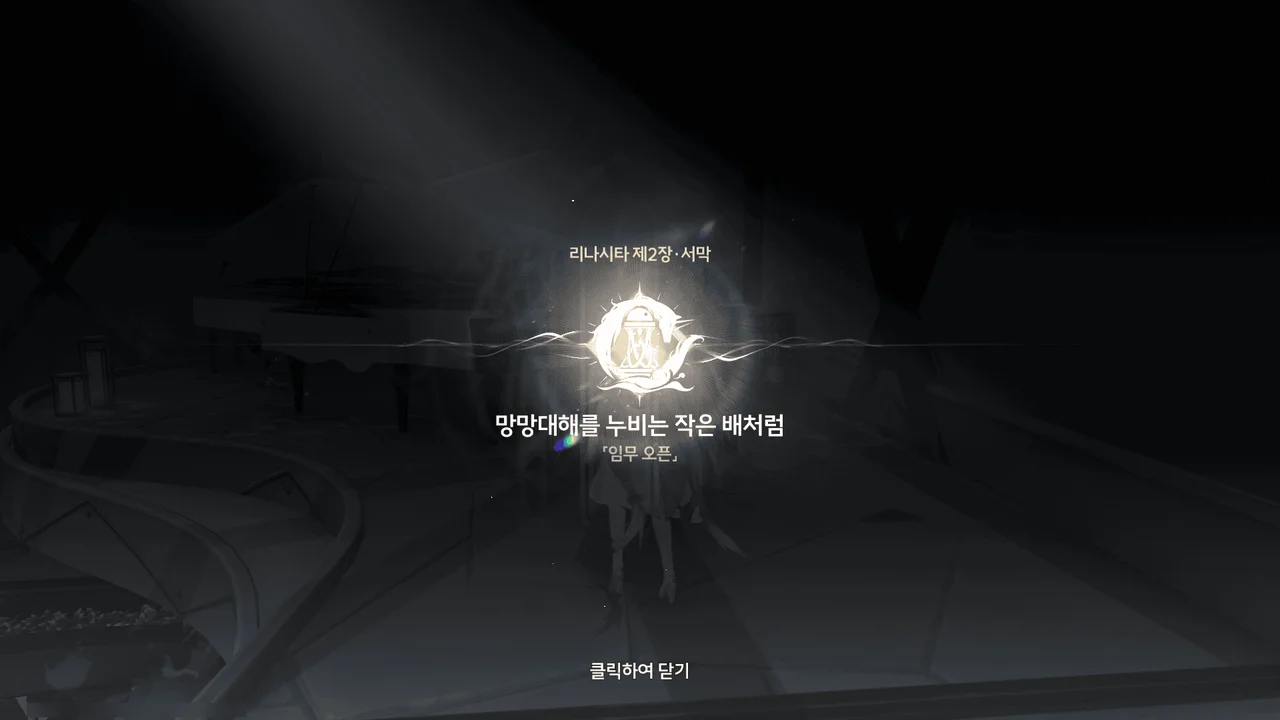 리나시타 제2장·서막
망망대해를 누비는 작은 배처럼
「임무 오픈」
클릭하여 닫기